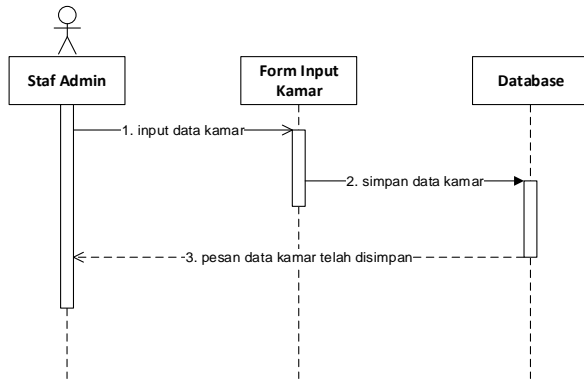 Staf Admin
Form Input
Kamar
Database
1. input data kamar
2. simpan data kamar
3. pesan data kamar telah disimpan